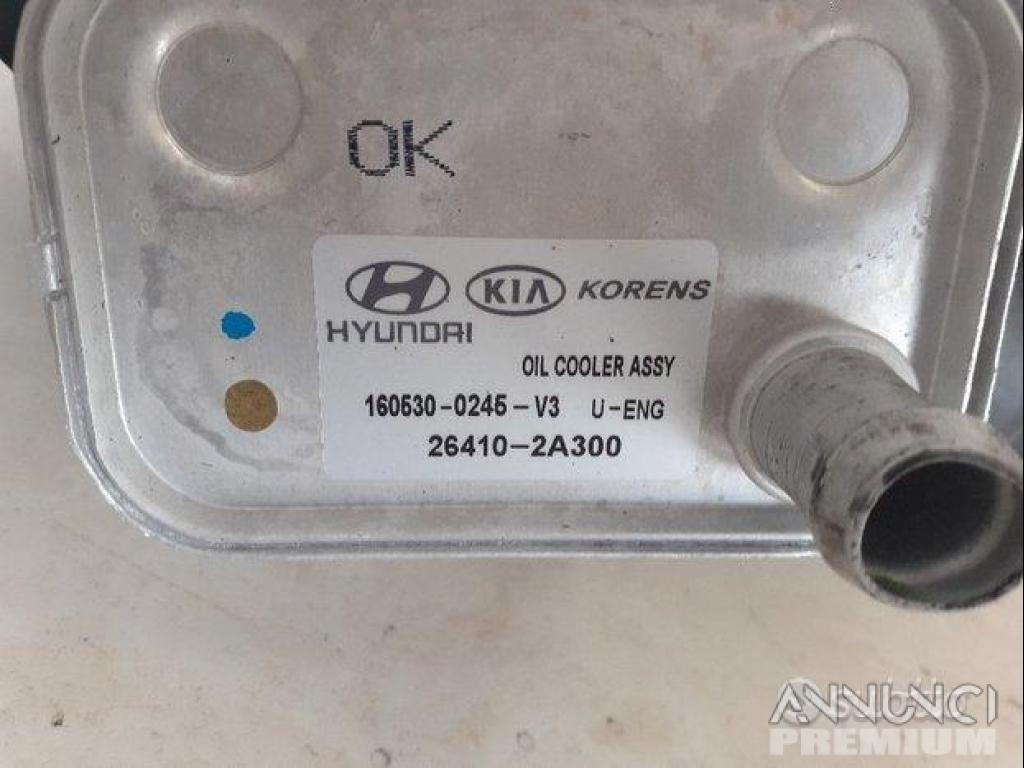 OK
HYUNDAI KIA KORENS
OIL COOLER ASSY
160530-0245-V3 U-ENG
26410-2A300
ANNUNCI
PREMIUM